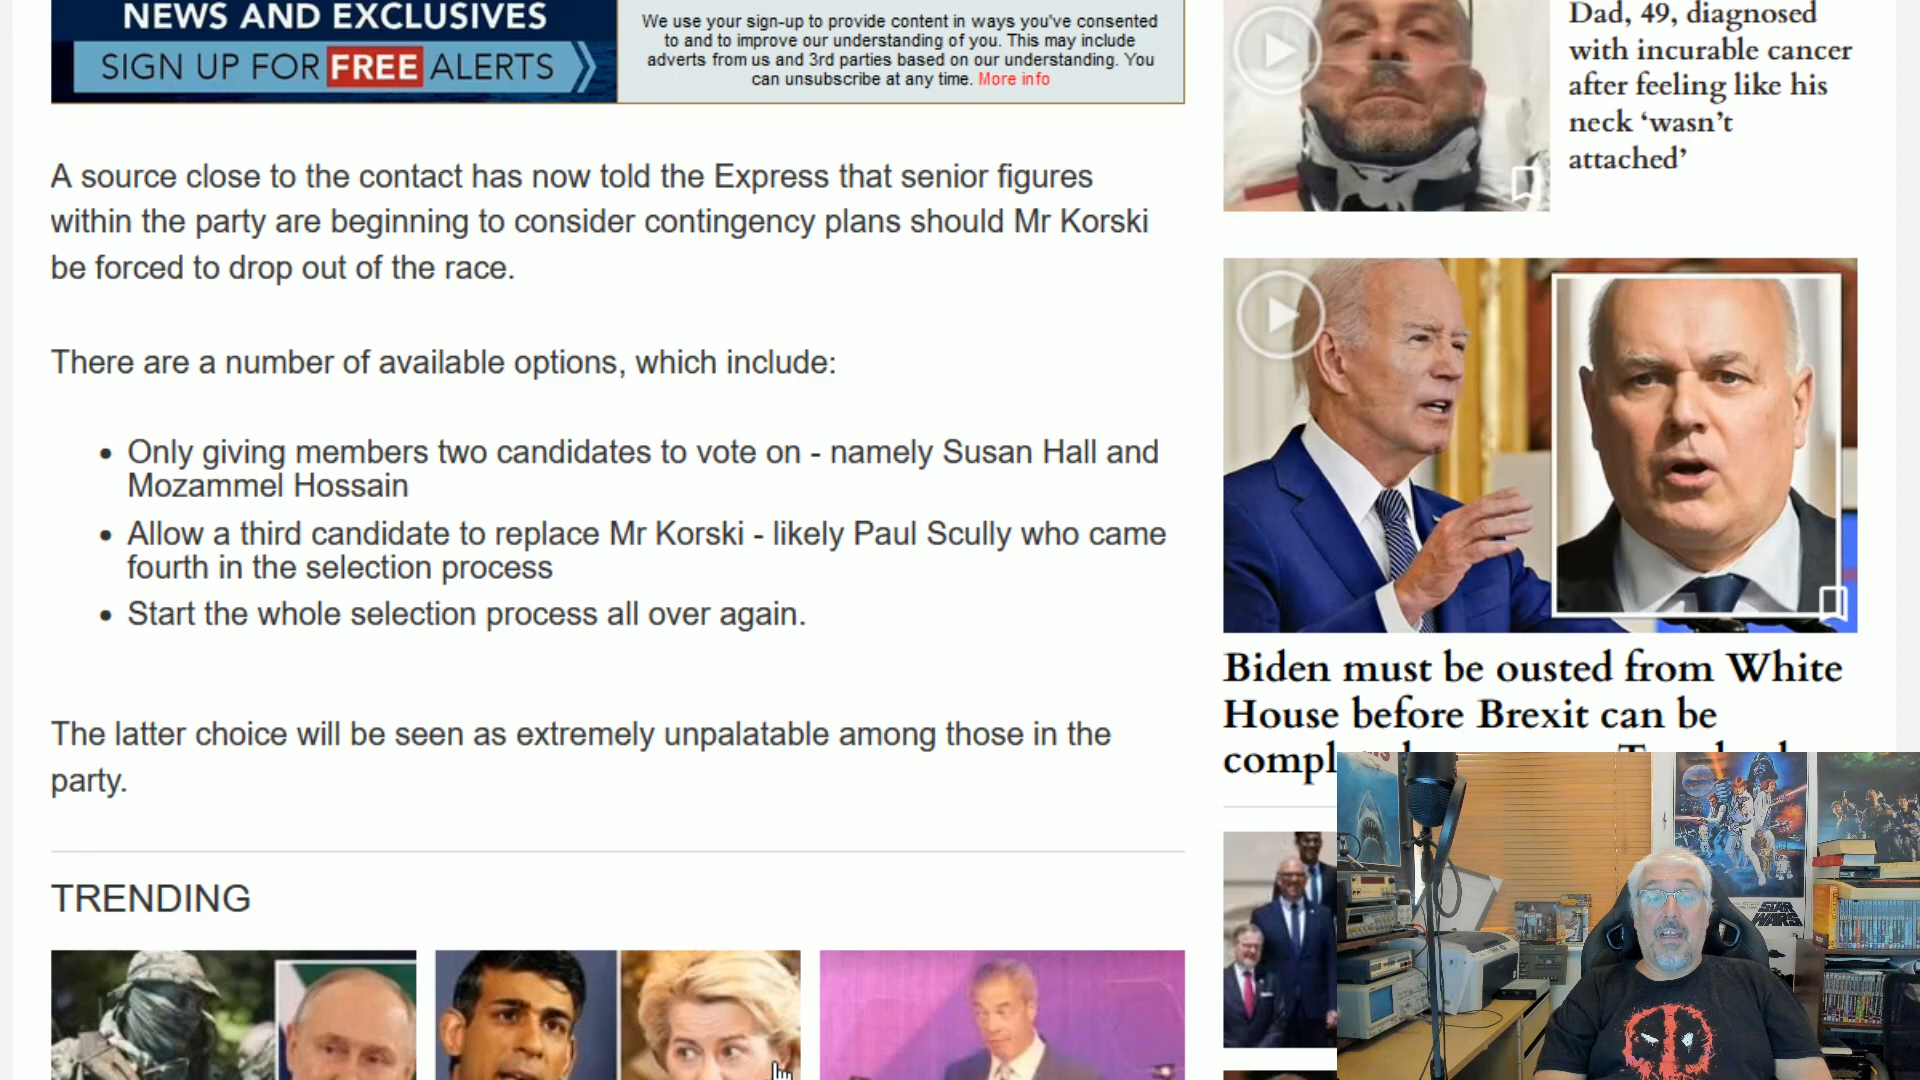 NEWS AND EXCLUSIVES
SIGN UP FOR FREE ALERTS
We use your sign-up to provide content in ways you've consented
to and to improve our understanding of you. This may include
adverts from us and 3rd parties based on our understanding. You
can unsubscribe at any time. More info
A source close to the contact has now told the Express that senior figures
within the party are beginning to consider contingency plans should Mr Korski
be forced to drop out of the race.
There are a number of available options, which include:
• Only giving members two candidates to vote on - namely Susan Hall and
Mozammel Hossain
• Allow a third candidate to replace Mr Korski - likely Paul Scully who came
fourth in the selection process
• Start the whole selection process all over again.
The latter choice will be seen as extremely unpalatable among those in the
party.
TRENDING
Dad, 49, diagnosed
with incurable cancer
after feeling like his
neck ‘wasn’t
attached’
Biden must be ousted from White
House before Brexit can be
compl
STAR
WARS